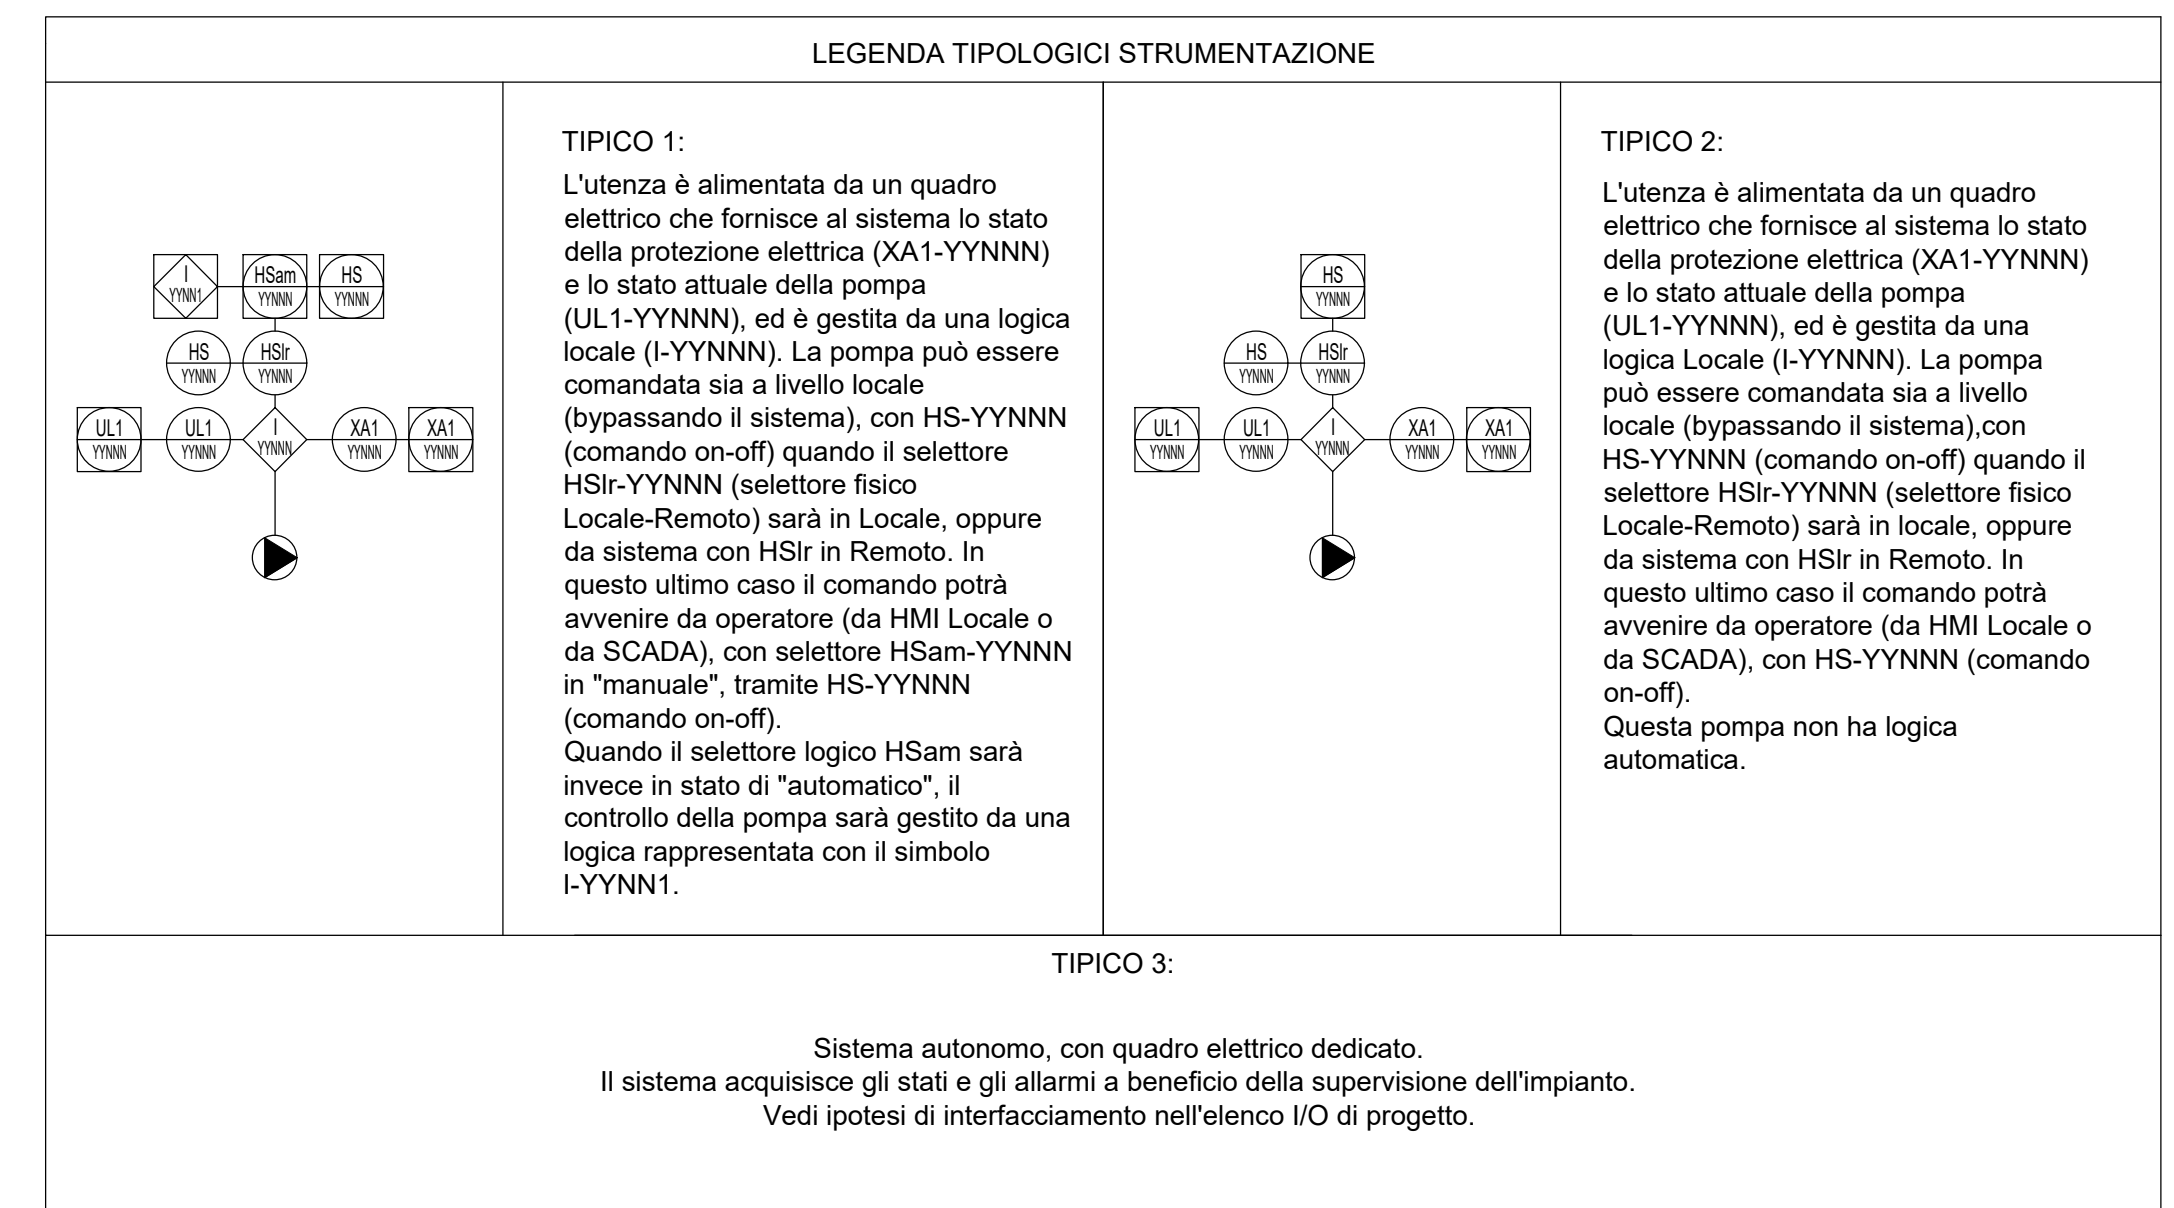 LEGENDA TIPOLOGICI STRUMENTAZIONE
I
YYNN1
HSam
YYNNN
HS
YYNNN
HS
YYNNN
HSlr
YYNNN
UL1
YYNNN
UL1
YYNNN
I
YYNNN
XA1
YYNNN
XA1
YYNNN
TIPICO 1:
L'utenza è alimentata da un quadro
elettrico che fornisce al sistema lo stato
della protezione elettrica (XA1-YYNNN)
e lo stato attuale della pompa
(UL1-YYNNN), ed è gestita da una logica
locale (I-YYNNN). La pompa può essere
comandata sia a livello locale
(bypassando il sistema), con HS-YYNNN
(comando on-off) quando il selettore
HSlr-YYNNN (selettore fisico
Locale-Remoto) sarà in Locale, oppure
da sistema con HSlr in Remoto. In
questo ultimo caso il comando potrà
avvenire da operatore (da HMI Locale o
da SCADA), con selettore HSam-YYNNN
in "manuale", tramite HS-YYNNN
(comando on-off).
Quando il selettore logico HSam sarà
invece in stato di "automatico", il
controllo della pompa sarà gestito da una
logica rappresentata con il simbolo
I-YYNN1.
HS
YYNNN
HS
YYNNN
HSlr
YYNNN
UL1
YYNNN
UL1
YYNNN
I
YYNNN
XA1
YYNNN
XA1
YYNNN
TIPICO 2:
L'utenza è alimentata da un quadro
elettrico che fornisce al sistema lo stato
della protezione elettrica (XA1-YYNNN)
e lo stato attuale della pompa
(UL1-YYNNN), ed è gestita da una
logica Locale (I-YYNNN). La pompa
può essere comandata sia a livello
locale (bypassando il sistema),con
HS-YYNNN (comando on-off) quando il
selettore HSlr-YYNNN (selettore fisico
Locale-Remoto) sarà in locale, oppure
da sistema con HSlr in Remoto. In
questo ultimo caso il comando potrà
avvenire da operatore (da HMI Locale o
da SCADA), con HS-YYNNN (comando
on-off).
Questa pompa non ha logica
automatica.
TIPICO 3:
Sistema autonomo, con quadro elettrico dedicato.
Il sistema acquisisce gli stati e gli allarmi a beneficio della supervisione dell'impianto.
Vedi ipotesi di interfacciamento nell'elenco I/O di progetto.